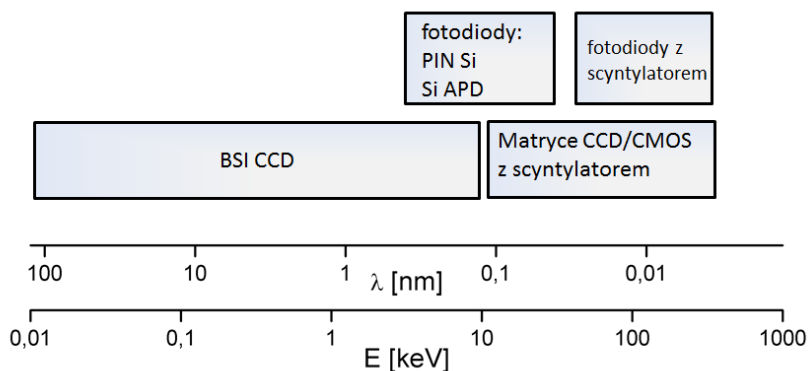 fotodiody:
PIN Si
Si APD
fotodiody z
scyntylatorem
BSI CCD
Matryce CCD/CMOS
z scyntylatorem
100 10 1 0,1 0,01
λ [nm]
0,01 0,1 1 10 100 1000
E [keV]